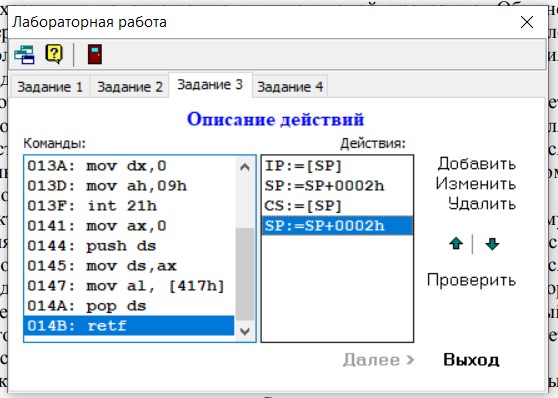 Лабораторная работа
Задание 1 Задание 2 Задание 3 Задание 4
Описание действий
Команды: Действия:
013A: mov dx,0
013D: mov ah,09h
013F: int 21h
0141: mov ax,0
0144: push ds
0145: mov ds,ax
0147: mov al, [417h]
014A: pop ds
014B: retf
IP:=[SP]
SP:=SP+0002h
CS:=[SP]
SP:=SP+0002h
Добавить
Изменить
Удалить
Проверить
Далее > Выход